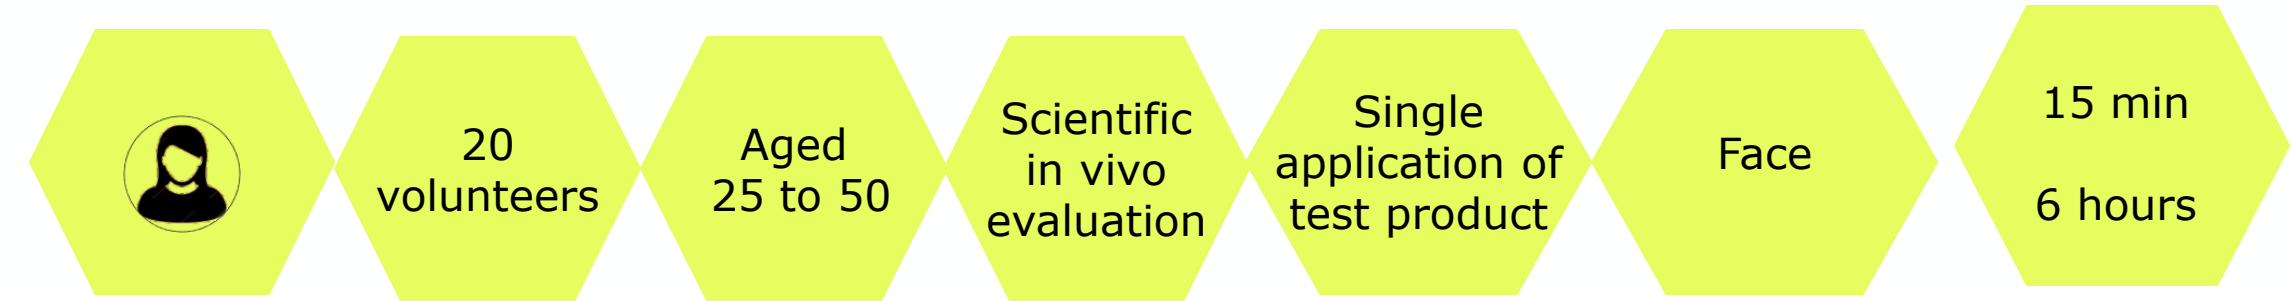 20
volunteers
Aged
25 to 50
Scientific
in vivo
evaluation
Single
application of
test product
Face
15 min
6 hours